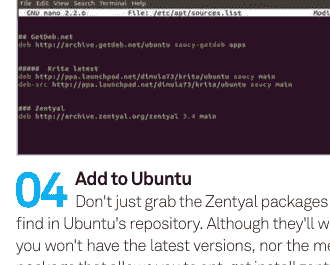 File Edit View Search Terminal Help
GNU nano 2.2.6 File: /etc/apt/sources.list Modi
## GetDeb.net
deb http://archive.getdeb.net/ubuntu saucy-getdeb apps
##### Krita latest
deb http://ppa.launchpad.net/dimula73/krita/ubuntu saucy main
deb-src http://ppa.launchpad.net/dimula73/krita/ubuntu saucy main
### Zentyal
deb http://archive.zentyal.org/zentyal 3.4 main
04 Add to Ubuntu
Don't just grab the Zentyal packages
find in Ubuntu's repository. Although they'll w
you won't have the latest versions, nor the me